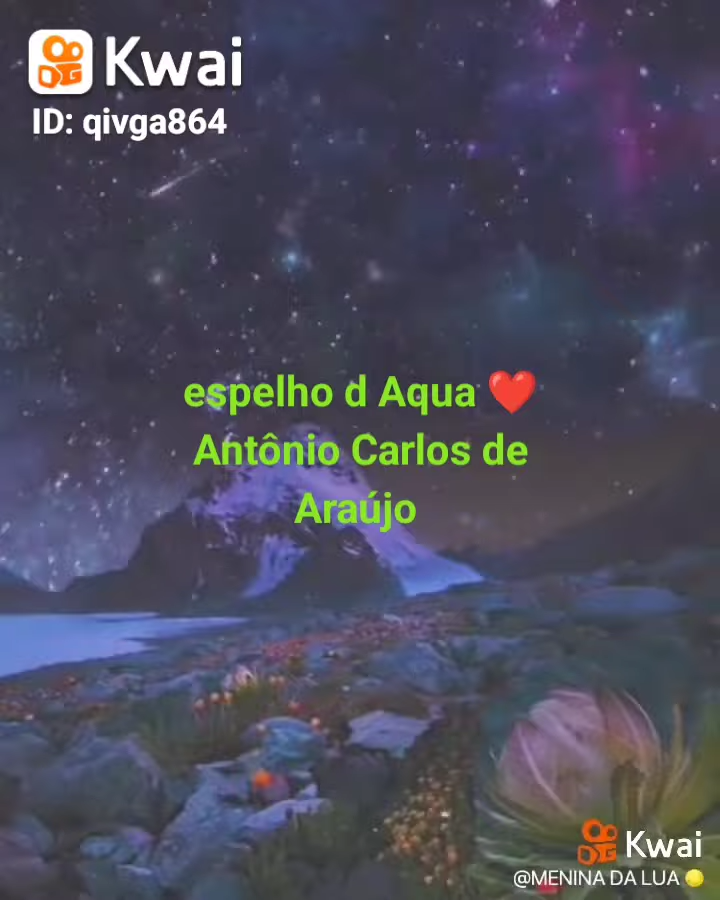 Kwai
ID: qivga864
espelho d Aqua ❤️
Antônio Carlos de
Araújo
Kwai
@MENINA DA LUA 🟡